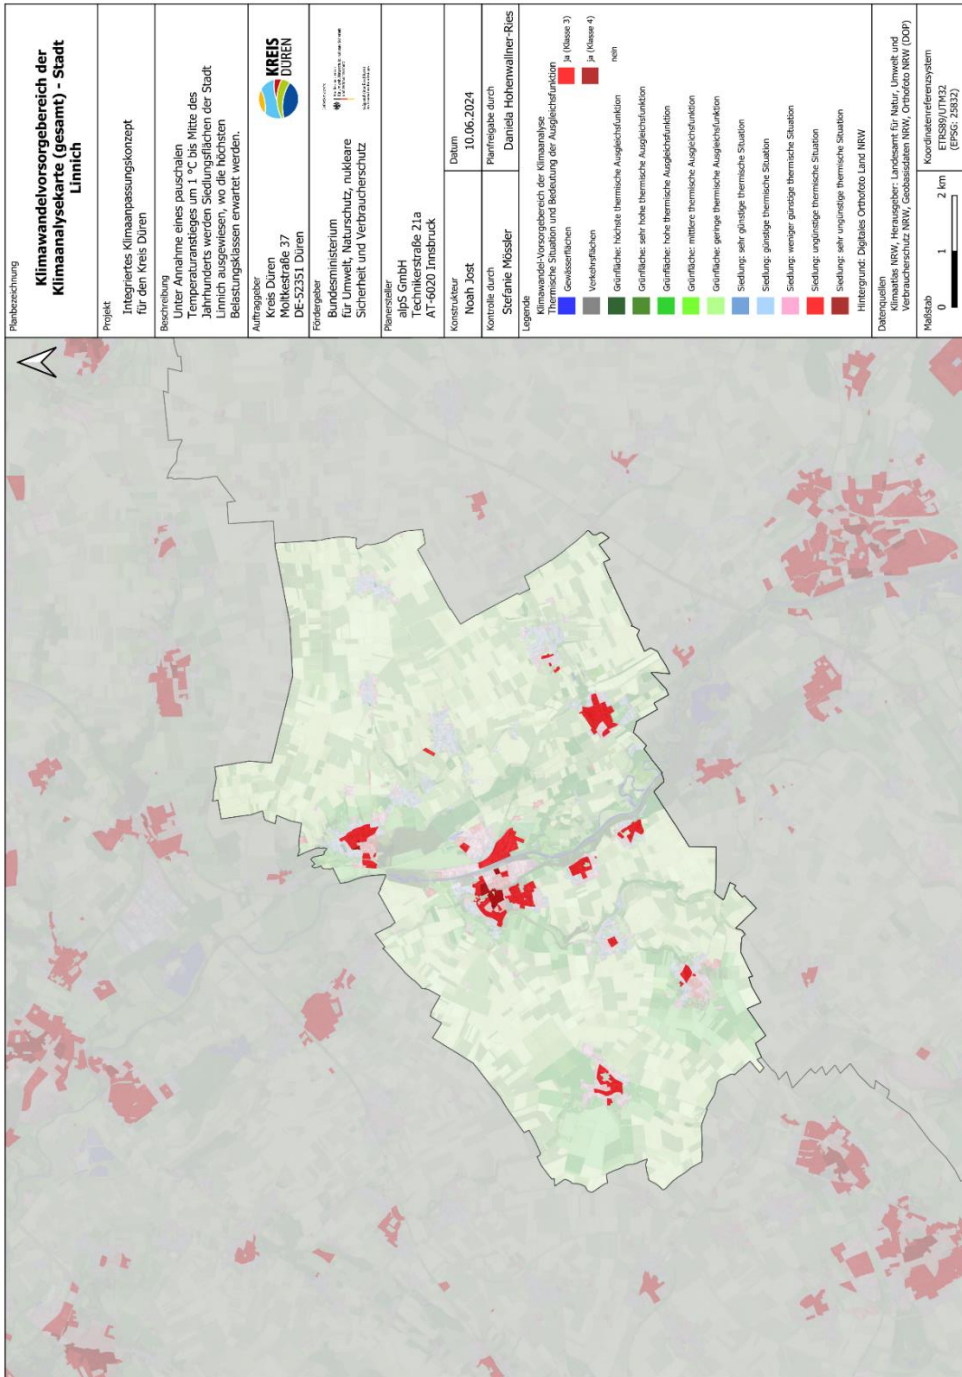 Planbezeichnung
Klimawandelvorsorgebereich der
Klimaanalysekarte (gesamt) - Stadt
Linnich
Projekt
Integriertes Klimaanpassungskonzept
für den Kreis Düren
Beschreibung
Unter Annahme eines pauschalen
Temperaturanstieges um 1 °C bis Mitte des
Jahrhunderts werden Siedlungsflächen der Stadt
Linnich ausgewiesen, wo die höchsten
Belastungsklassen erwartet werden.
Auftraggeber
Kreis Düren
Moltkestraße 37
DE-52351 Düren
KREIS
DÜREN
Fördergeber
Bundesministerium
für Umwelt, Naturschutz, nukleare
Sicherheit und Verbraucherschutz
Planersteller
alpS GmbH
Technikerstraße 21a
AT-6020 Innsbruck
Konstrukteur
Noah Jost
Datum
10.06.2024
Kontrolle durch
Stefanie Mössler
Planfreigabe durch
Daniela Hohenwallner-Ries
Legende
Klimawandel-Vorsorgebereich der Klimaanalyse
Thermische Situation und Bedeutung der Ausgleichsfunktion
Gewässerflächen
Verkehrsflächen
Grünfläche: höchste thermische Ausgleichsfunktion
Grünfläche: sehr hohe thermische Ausgleichsfunktion
Grünfläche: hohe thermische Ausgleichsfunktion
Grünfläche: mittlere thermische Ausgleichsfunktion
Grünfläche: geringe thermische Ausgleichsfunktion
Siedlung: sehr günstige thermische Situation
Siedlung: günstige thermische Situation
Siedlung: weniger günstige thermische Situation
Siedlung: ungünstige thermische Situation
Siedlung: sehr ungünstige thermische Situation
ja (Klasse 3)
ja (Klasse 4)
nein
Hintergrund: Digitales Orthofoto Land NRW
Datenquellen
Klimaatlas NRW, Herausgeber: Landesamt für Natur, Umwelt und
Verbraucherschutz NRW, Geobasisdaten NRW, Orthofoto NRW (DOP)
Maßstab
0 1 2 km
Koordinatenreferenzsystem
ETRS89/UTM32
(EPSG: 25832)